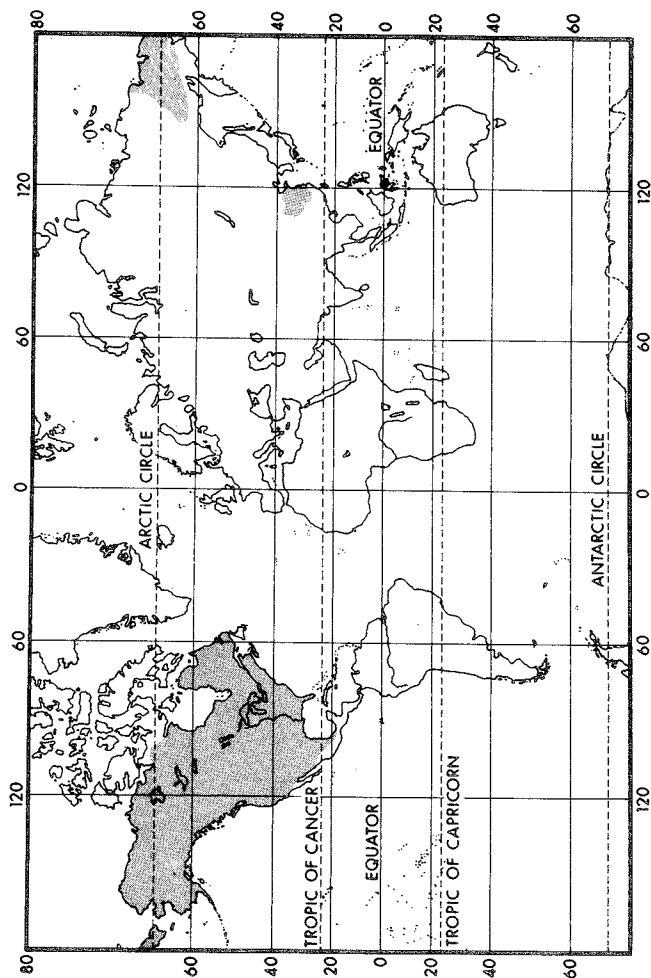 120 60 0 60 120
80 80
ARCTIC CIRCLE
60 60
40 40
TROPIC OF CANCER
20 20
EQUATOR
EQUATOR
0 0
20 20
TROPIC OF CAPRICORN
40 40
60 60
ANTARCTIC CIRCLE
120 60 0 60 120